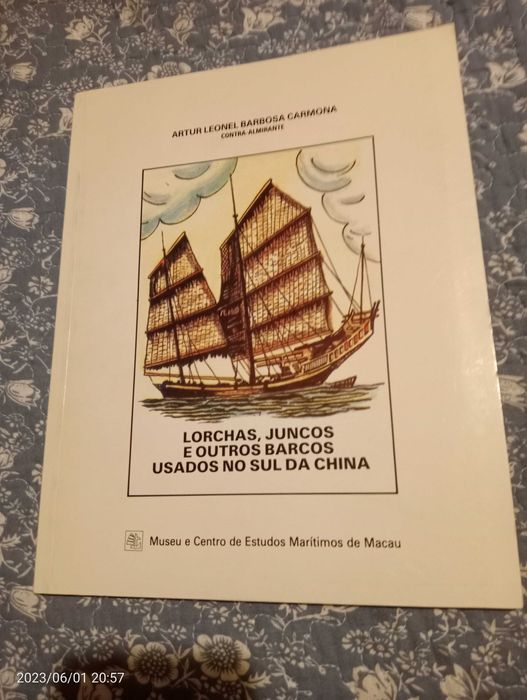 ARTUR LEONEL BARBOSA CARMONA
CONTRA-ALMIRANTE
LORCHAS, JUNCOS
E OUTROS BARCOS
USADOS NO SUL DA CHINA
Museu e Centro de Estudos Marítimos de Macau
2023/06/01 20:57